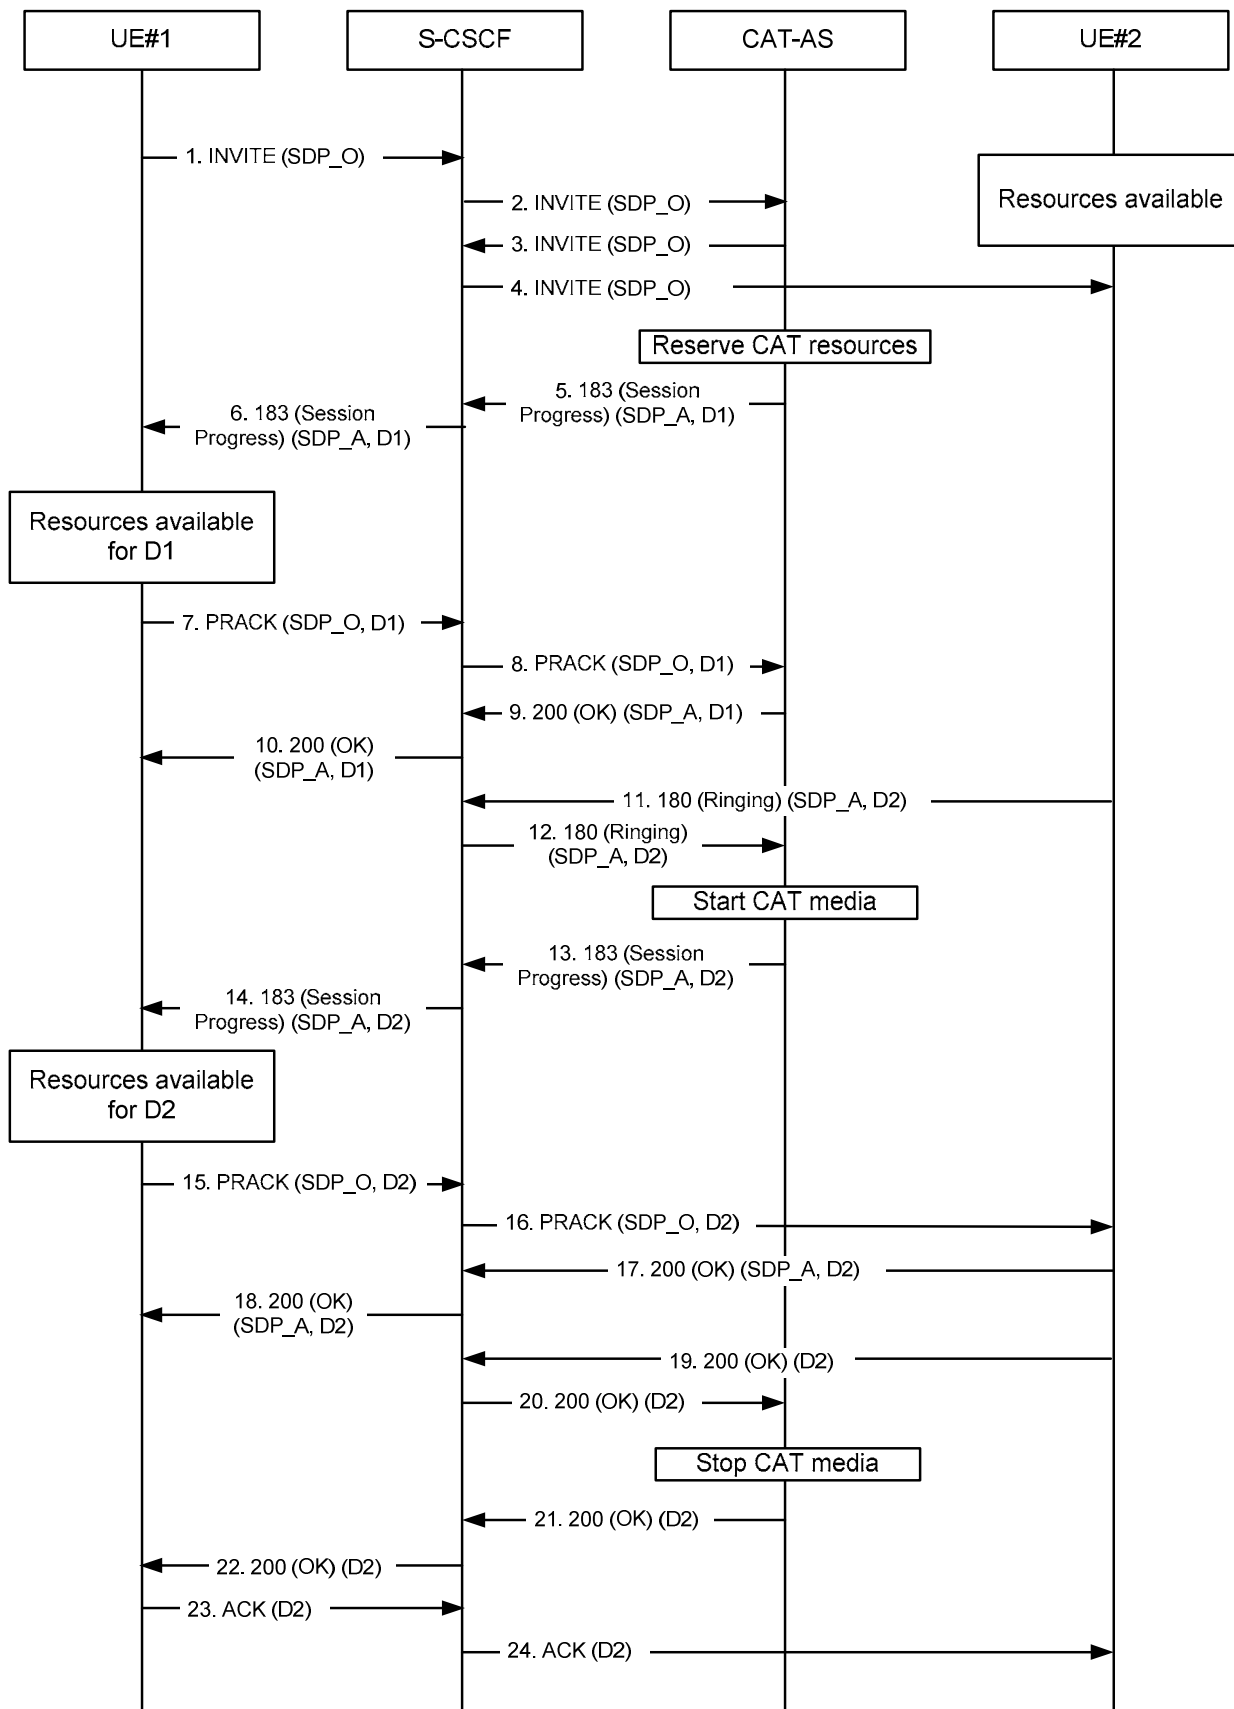 UE#1
S-CSCF
CAT-AS
UE#2
1. INVITE (SDP_O)
Resources available
2. INVITE (SDP_O)
3. INVITE (SDP_O)
4. INVITE (SDP_O)
Reserve CAT resources
5. 183 (Session
Progress) (SDP_A, D1)
6. 183 (Session
Progress) (SDP_A, D1)
Resources available
for D1
7. PRACK (SDP_O, D1)
8. PRACK (SDP_O, D1)
9. 200 (OK) (SDP_A, D1)
10. 200 (OK)
(SDP_A, D1)
11. 180 (Ringing) (SDP_A, D2)
12. 180 (Ringing)
(SDP_A, D2)
Start CAT media
13. 183 (Session
Progress) (SDP_A, D2)
14. 183 (Session
Progress) (SDP_A, D2)
Resources available
for D2
15. PRACK (SDP_O, D2)
16. PRACK (SDP_O, D2)
17. 200 (OK) (SDP_A, D2)
18. 200 (OK)
(SDP_A, D2)
19. 200 (OK) (D2)
20. 200 (OK) (D2)
Stop CAT media
21. 200 (OK) (D2)
22. 200 (OK) (D2)
23. ACK (D2)
24. ACK (D2)